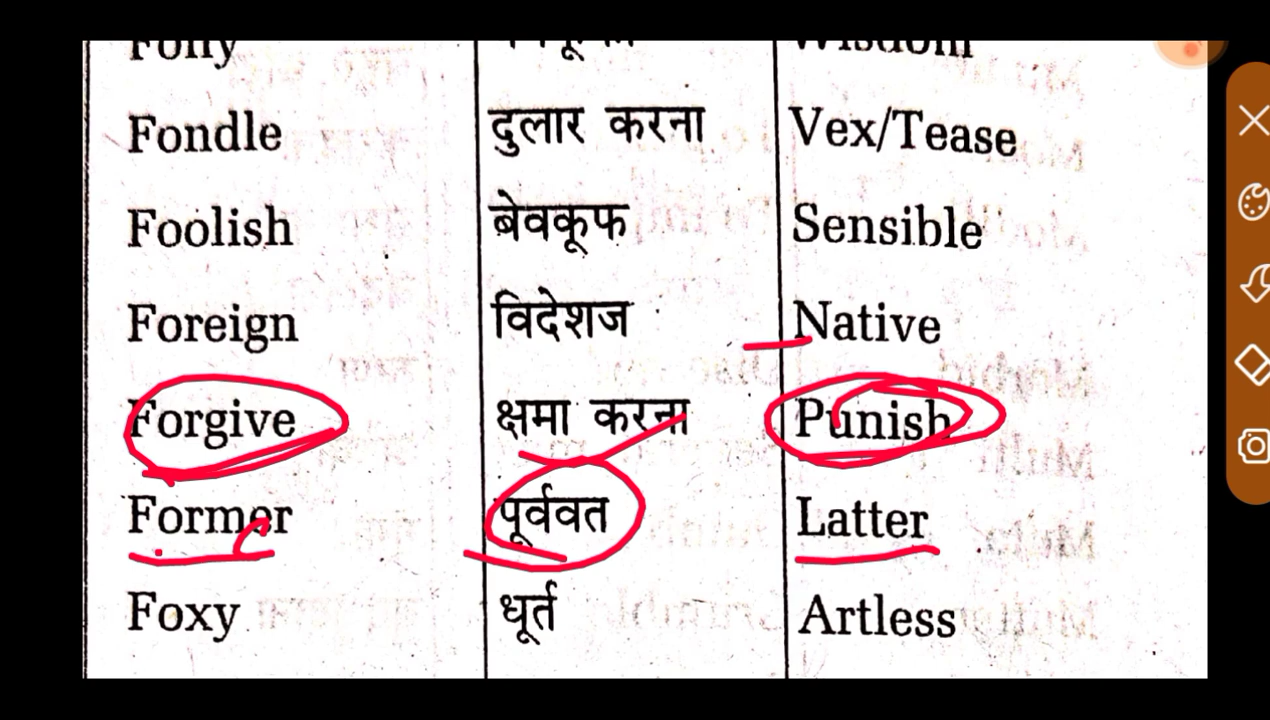 Fondle दुलार करना Vex/Tease
Foolish बेवकूफ Sensible
Foreign विदेशज Native
Forgive क्षमा करना Punish
Former पूर्ववत Latter
Foxy धूर्त Artless